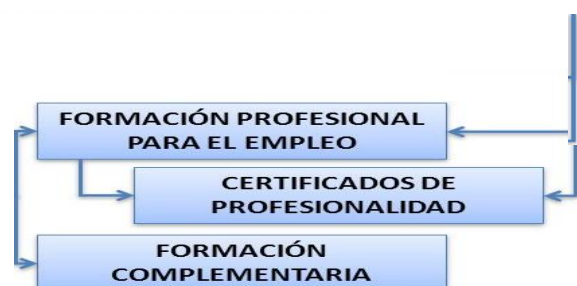 FORMACIÓN PROFESIONAL
PARA EL EMPLEO
CERTIFICADOS DE
PROFESIONALIDAD
FORMACIÓN
COMPLEMENTARIA